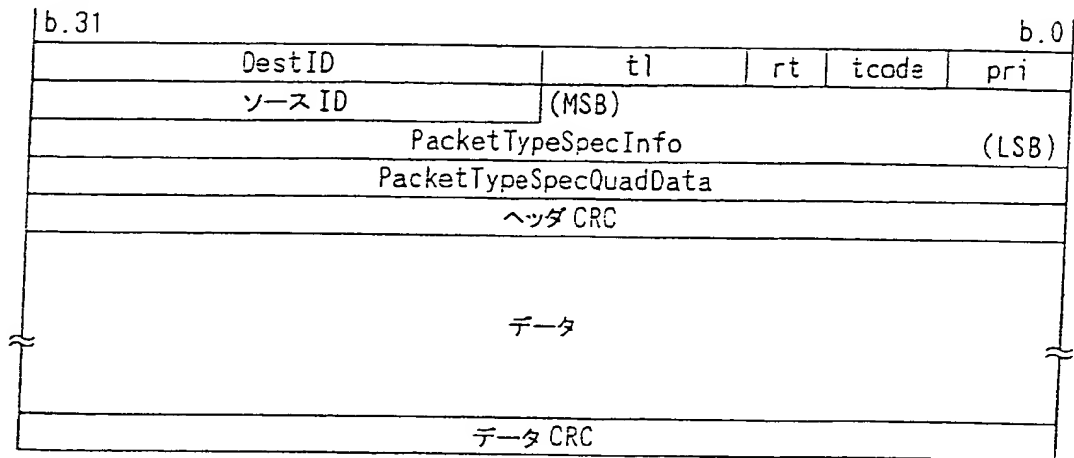 b.31 b.0
DestID tl rt tcode pri
ソース ID (MSB)
PacketTypeSpecInfo (LSB)
PacketTypeSpecQuadData
ヘッダ CRC
データ
データ CRC